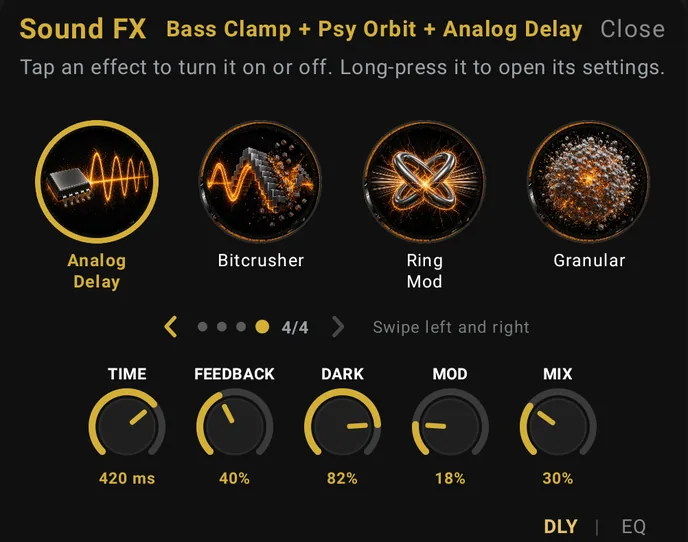 Sound FX Bass Clamp + Psy Orbit + Analog Delay Close
Tap an effect to turn it on or off. Long-press it to open its settings.
Analog Delay
Bitcrusher
Ring Mod
Granular
4/4 Swipe left and right
TIME FEEDBACK DARK MOD MIX
420 ms 40% 82% 18% 30%
DLY | EQ